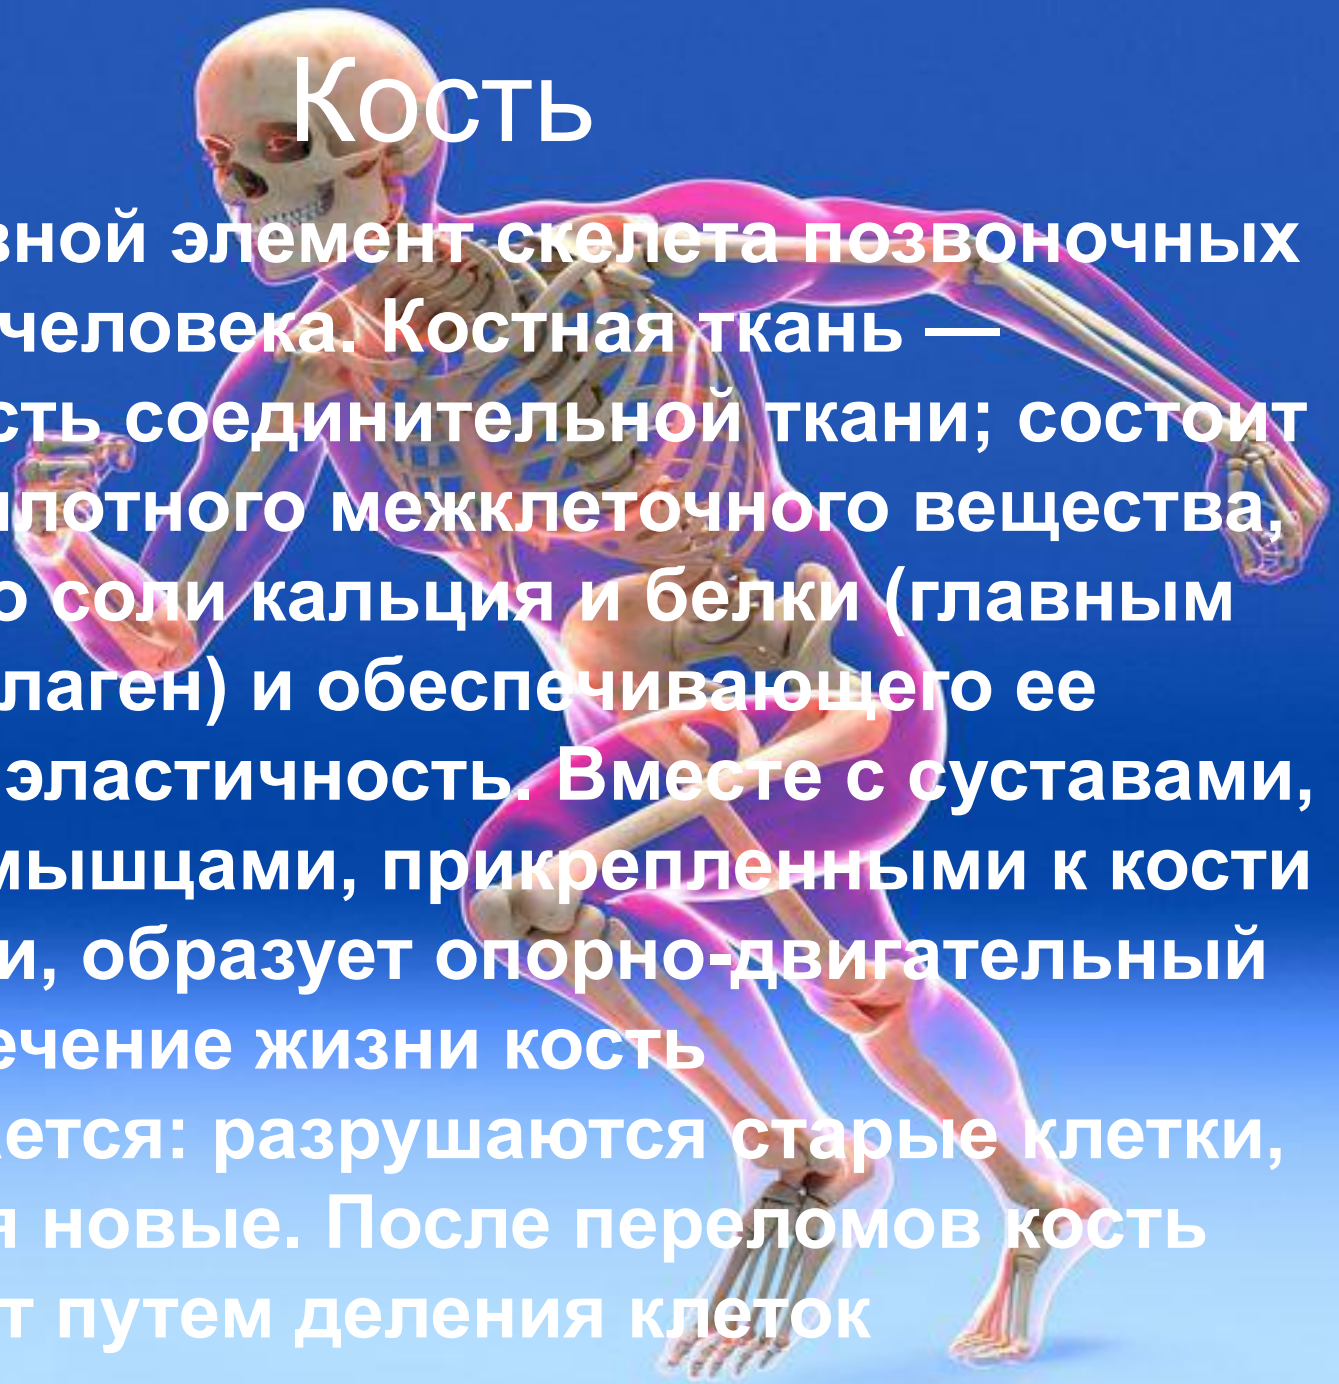 Кость
вной элемент скелета позвоночных
человека. Костная ткань —
сть соединительной ткани; состоит
плотного межклеточного вещества,
о соли кальция и белки (главным
лаген) и обеспечивающего ее
эластичность. Вместе с суставами,
мышцами, прикрепленными к кости
и, образует опорно-двигательный
ечение жизни кость
ается: разрушаются старые клетки,
я новые. После переломов кость
т путем деления клеток